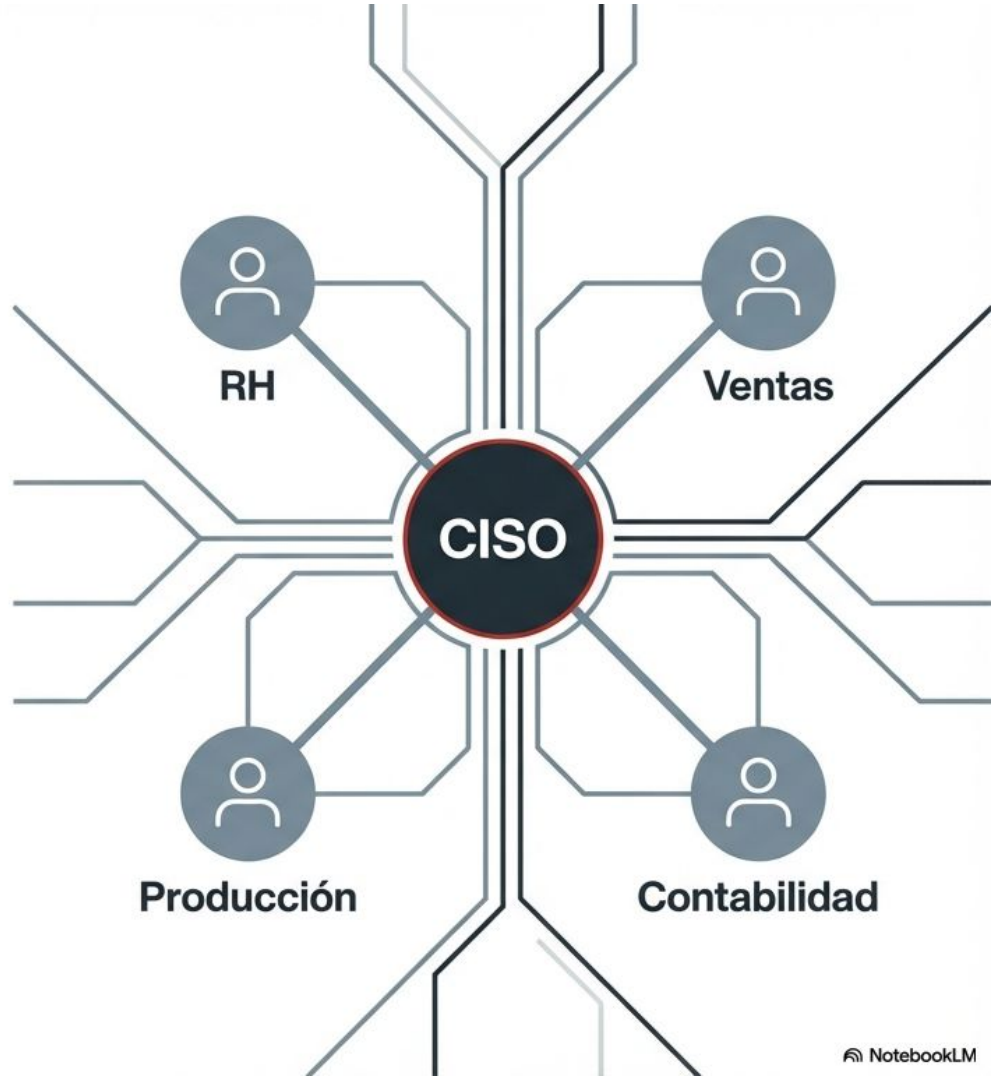 RH
Ventas
CISO
Producción
Contabilidad
NotebookLM